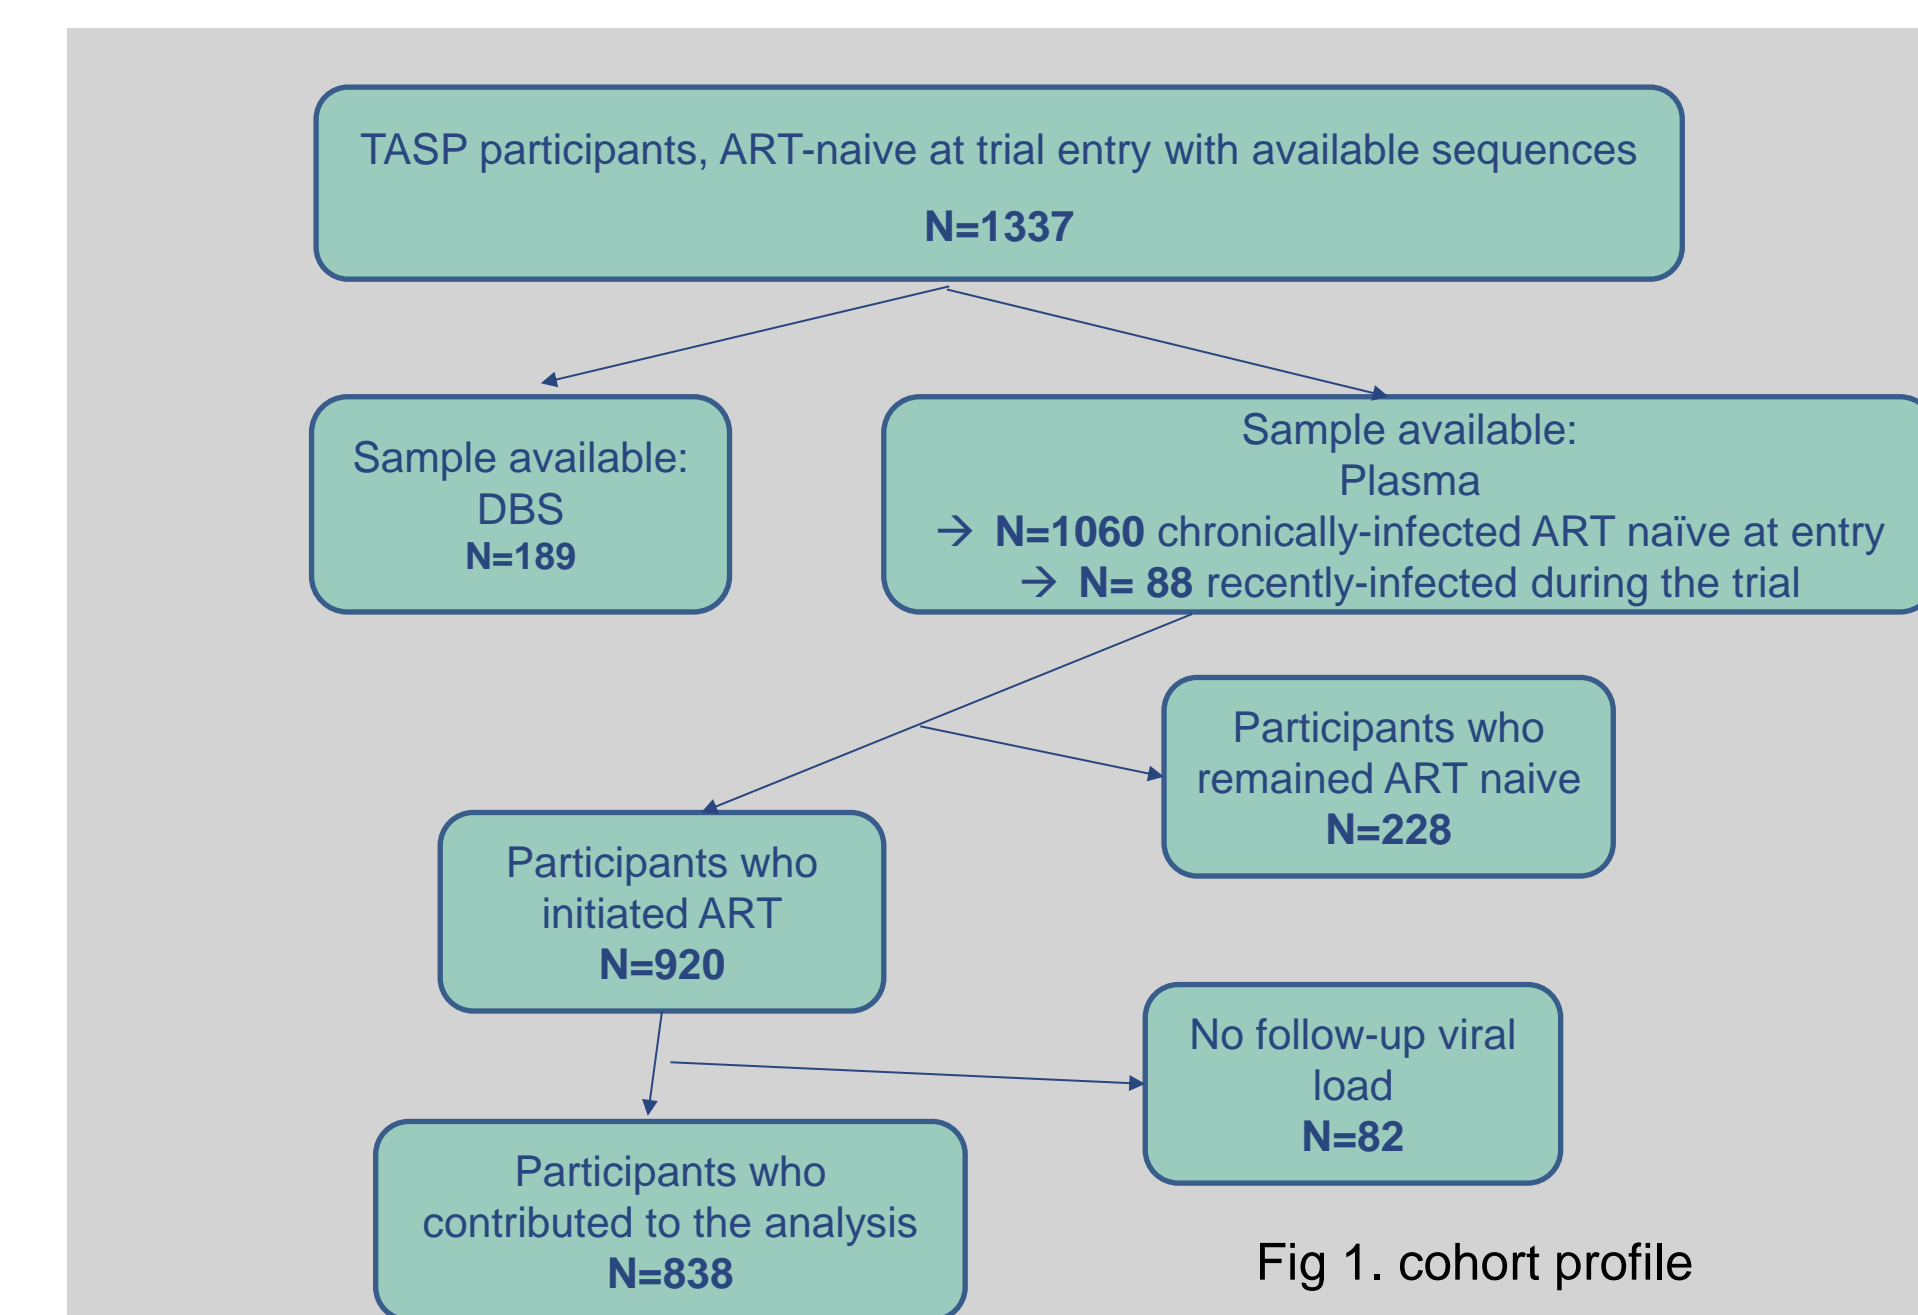 TASP participants, ART-naive at trial entry with available sequences
N=1337
Sample available:
DBS
N=189
Sample available:
Plasma
→ N=1060 chronically-infected ART naïve at entry
→ N= 88 recently-infected during the trial
Participants who
remained ART naive
N=228
Participants who
initiated ART
N=920
No follow-up viral
load
N=82
Participants who
contributed to the analysis
N=838
Fig 1. cohort profile